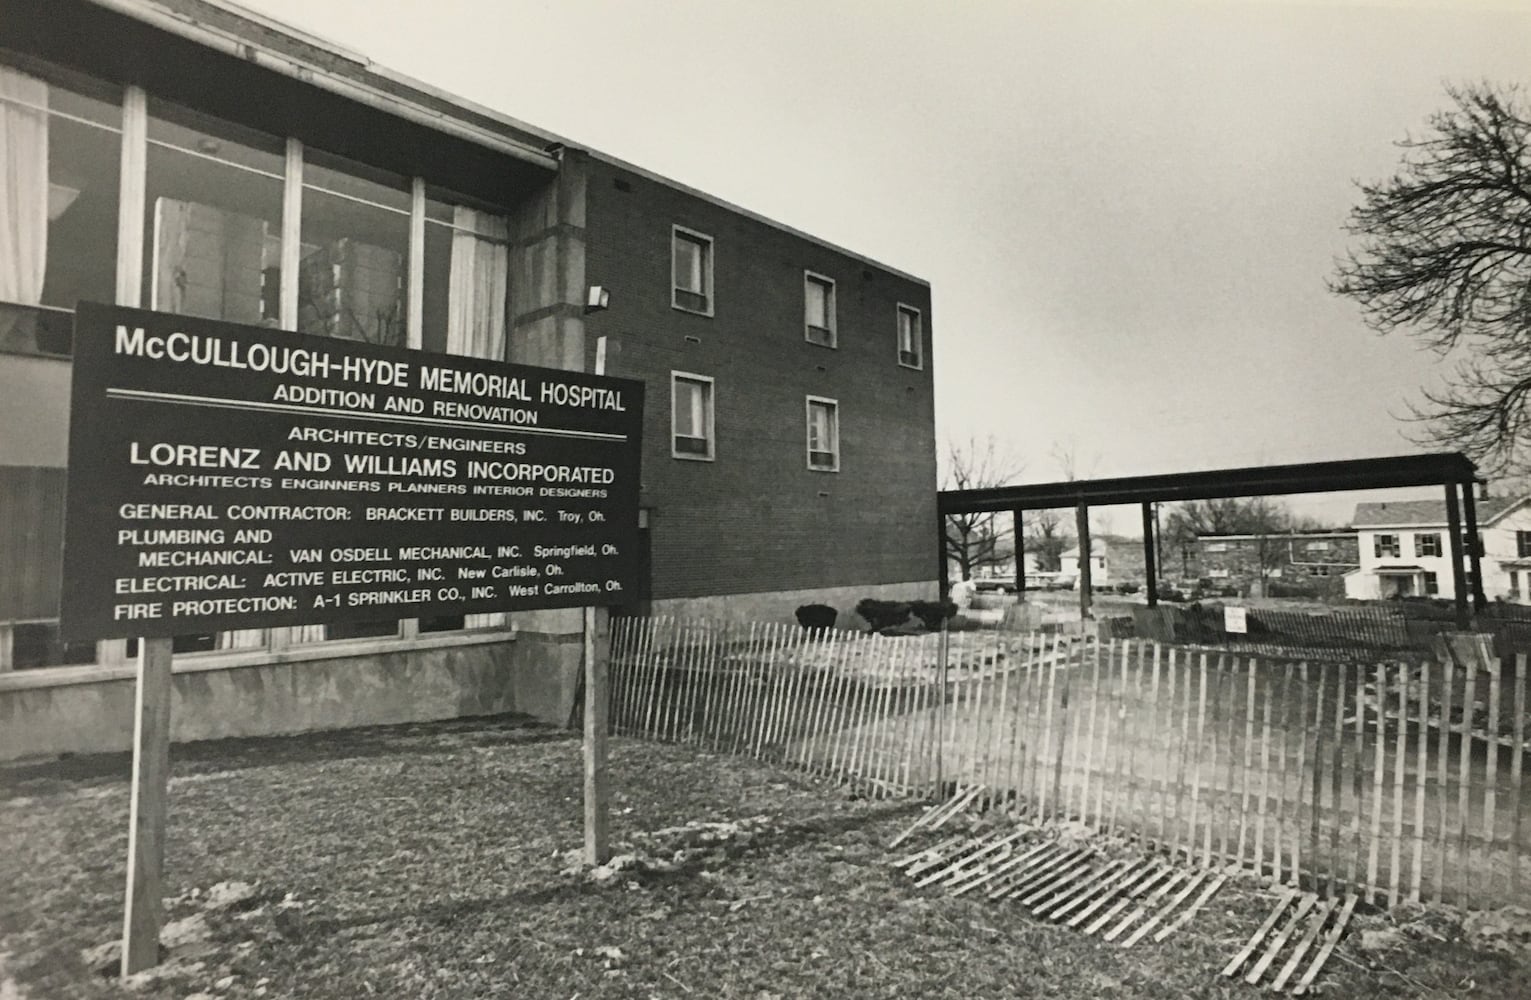 McCULLOUGH-HYDE MEMORIAL HOSPITAL
ADDITION AND RENOVATION
ARCHITECTS/ENGINEERS
LORENZ AND WILLIAMS INCORPORATED
ARCHITECTS ENGINNERS PLANNERS INTERIOR DESIGNERS
GENERAL CONTRACTOR: BRACKETT BUILDERS, INC. Troy, Oh.
PLUMBING AND
MECHANICAL: VAN OSDELL MECHANICAL, INC. Springfield, Oh.
ELECTRICAL: ACTIVE ELECTRIC, INC. New Carlisle, Oh.
FIRE PROTECTION: A-1 SPRINKLER CO., INC. West Carrollton, Oh.